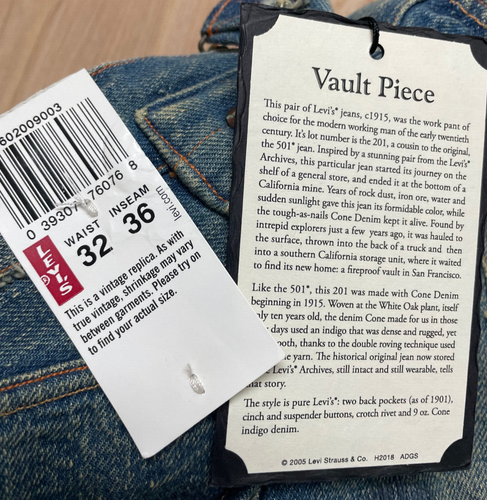 602009003
0 39307 76076 8
WAIST INSEAM
32 36
levi.com
LEVI'S
®
This is a vintage replica. As with
true vintage, shrinkage may vary
between garments. Please try on
to find your actual size.
Vault Piece
This pair of Levi's® jeans, c1915, was the work pant of
choice for the modern working man of the early twentieth
century. It's lot number is the 201, a cousin to the original,
the 501® jean. Inspired by a stunning pair from the Levi's®
Archives, this particular jean started its journey on the
shelf of a general store, and ended it at the bottom of a
California mine. Years of rock dust, iron ore, water and
sudden sunlight gave this jean its formidable color, while
the tough-as-nails Cone Denim kept it alive. Found by
intrepid explorers just a few years ago, it was hauled to
the surface, thrown into the back of a truck and then
into a southern California storage unit, where it waited
to find its new home: a fireproof vault in San Francisco.
Like the 501®, this 201 was made with Cone Denim
beginning in 1915. Woven at the White Oak plant, itself
only ten years old, the denim Cone made for us in those
days used an indigo that was dense and rugged, yet
smooth, thanks to the double roving technique used
the yarn. The historical original jean now stored
Levi's® Archives, still intact and still wearable, tells
that story.
The style is pure Levi's®: two back pockets (as of 1901),
cinch and suspender buttons, crotch rivet and 9 oz. Cone
indigo denim.
© 2005 Levi Strauss & Co. H2018 ADGS